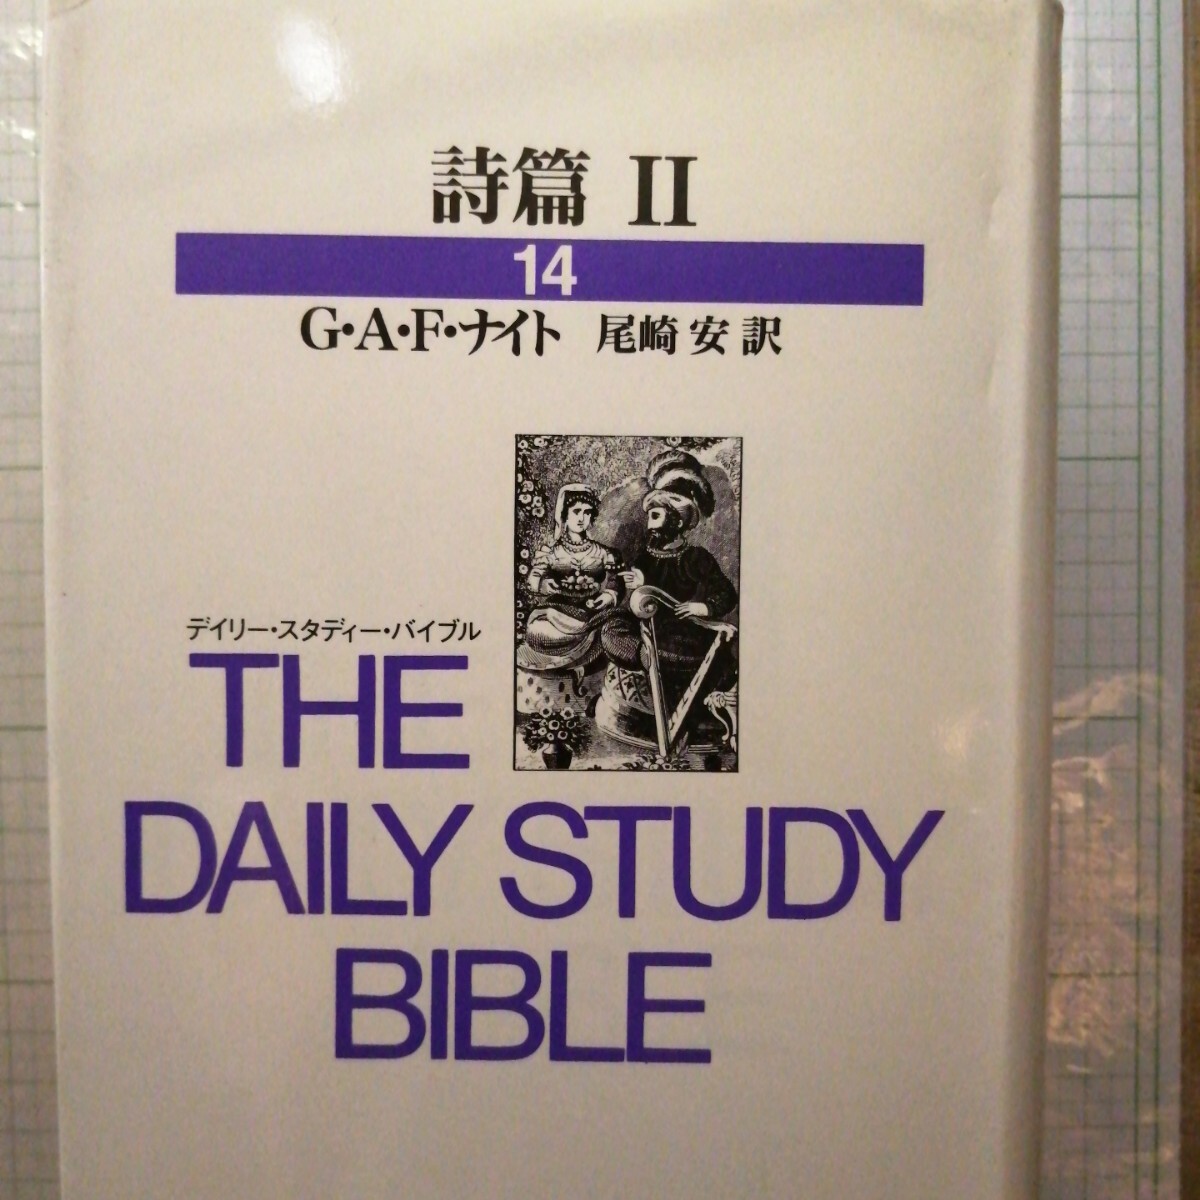 詩篇 II
14
G・A・F・ナイト 尾崎 安 訳
デイリー・スタディー・バイブル
THE
DAILY STUDY
BIBLE